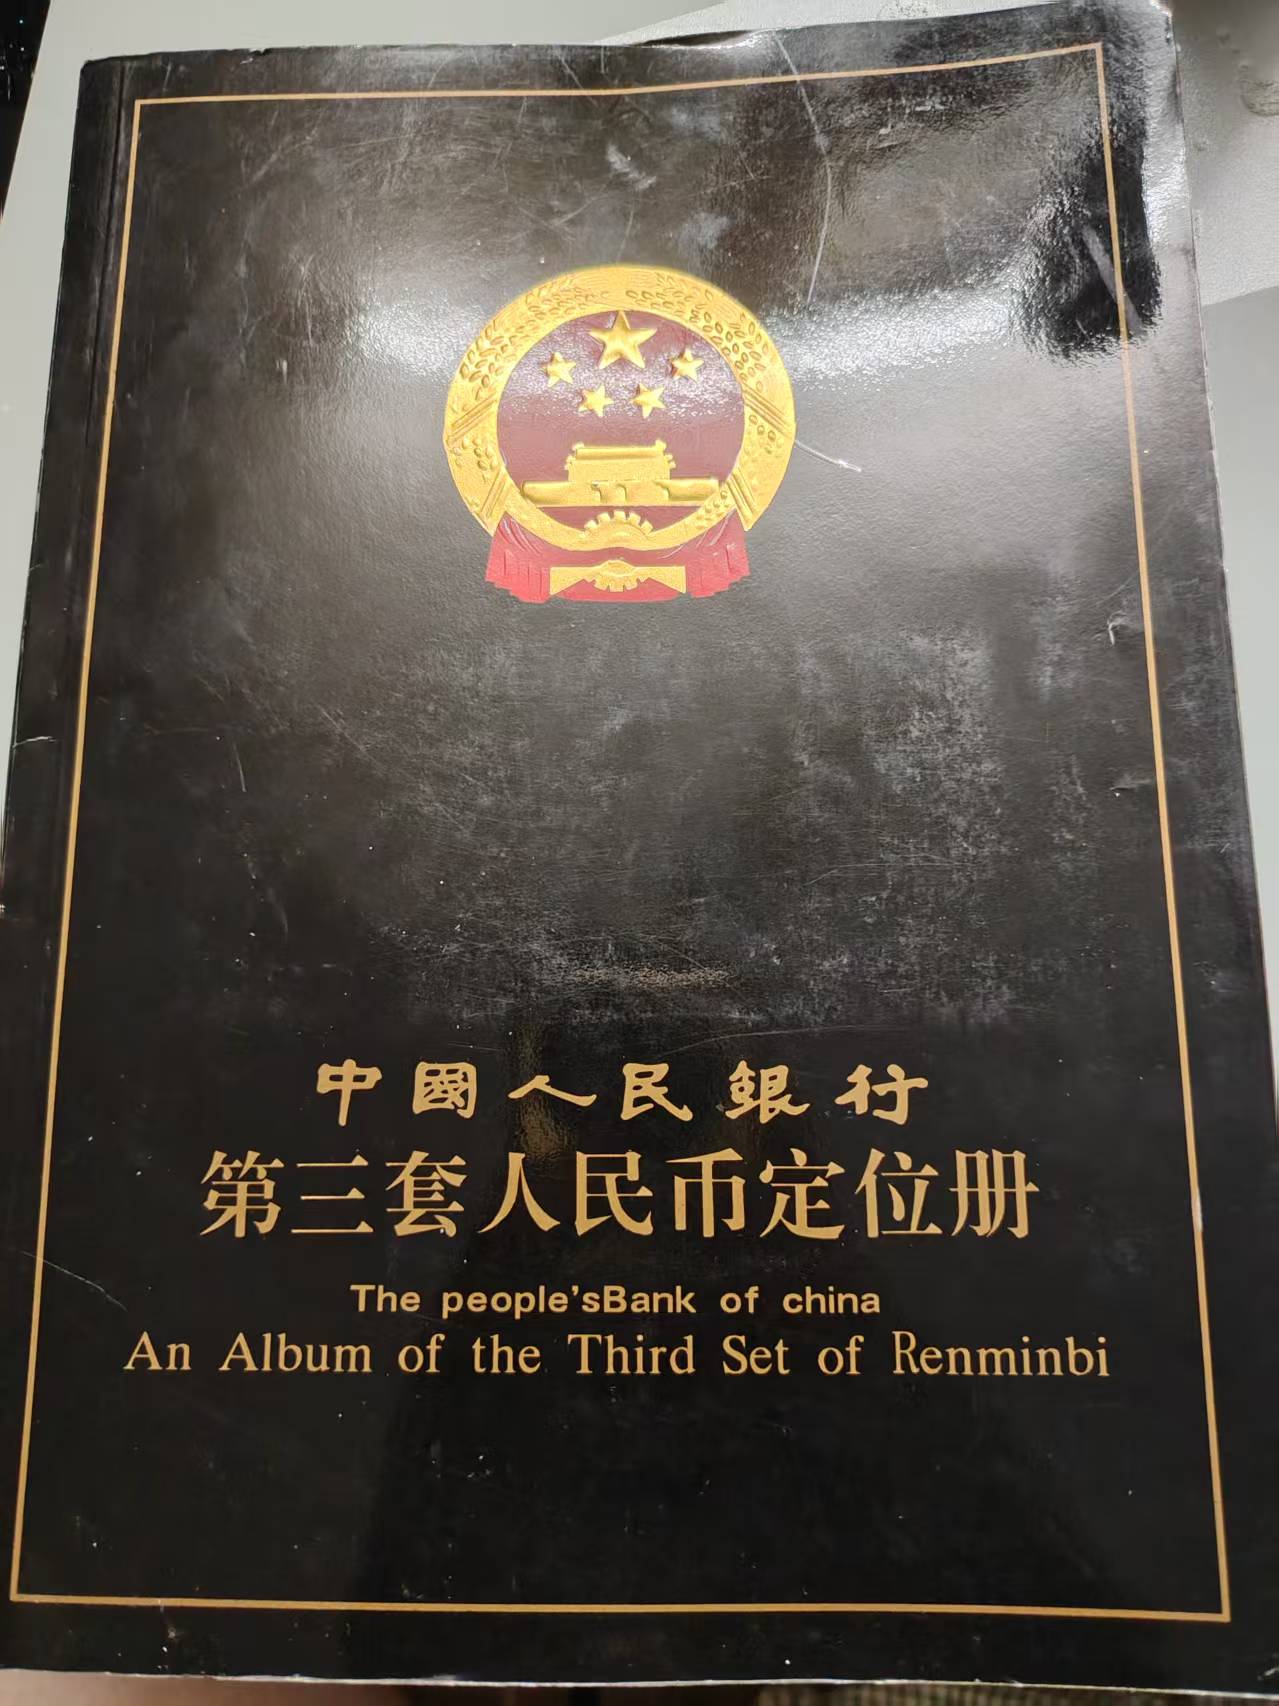 中國人民銀行
第三套人民币定位册
The people'sBank of china
An Album of the Third Set of Renminbi